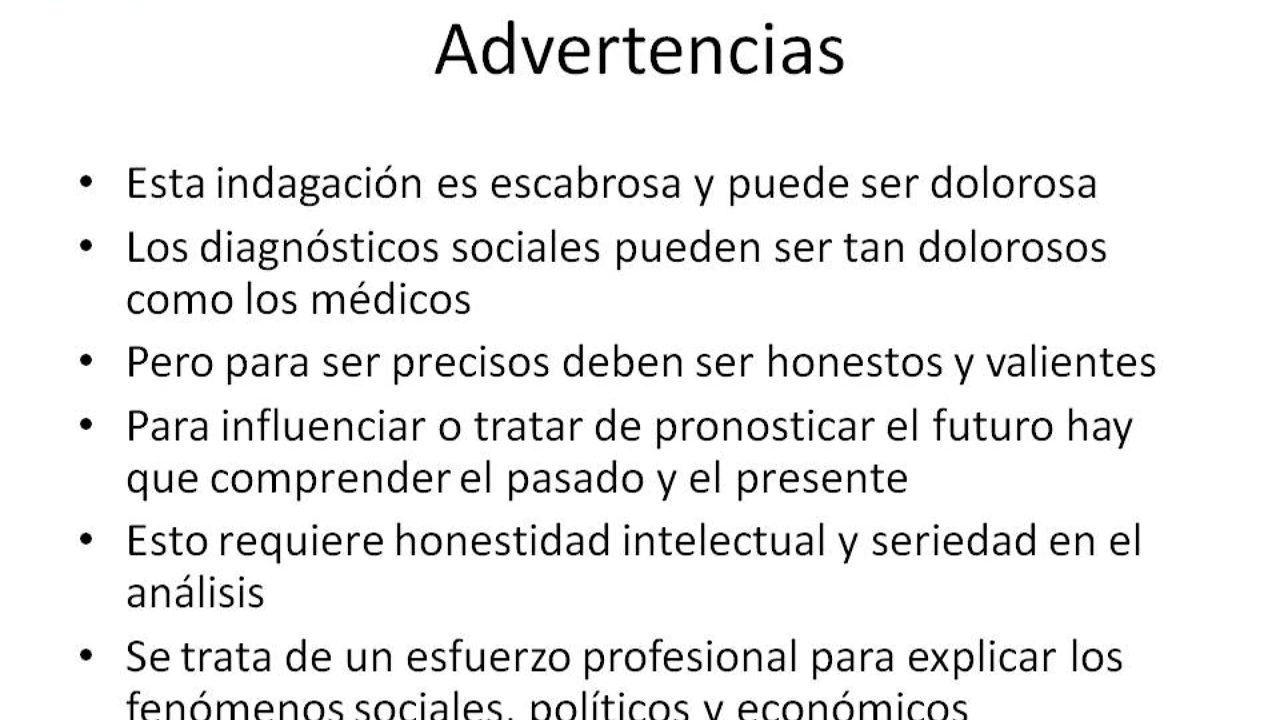 Advertencias
• Esta indagación es escabrosa y puede ser dolorosa
• Los diagnósticos sociales pueden ser tan dolorosos
como los médicos
• Pero para ser precisos deben ser honestos y valientes
• Para influenciar o tratar de pronosticar el futuro hay
que comprender el pasado y el presente
• Esto requiere honestidad intelectual y seriedad en el
análisis
• Se trata de un esfuerzo profesional para explicar los
fenómenos sociales, políticos y económicos